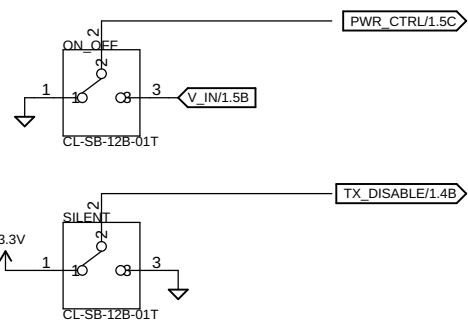 PWR_CTRL/1.5C
2
ON_OFF
2
1
1
3
3
V_IN/1.5B
CL-SB-12B-01T
TX_DISABLE/1.4B
2
SILENT
2
3.3V
1
1
3
3
CL-SB-12B-01T